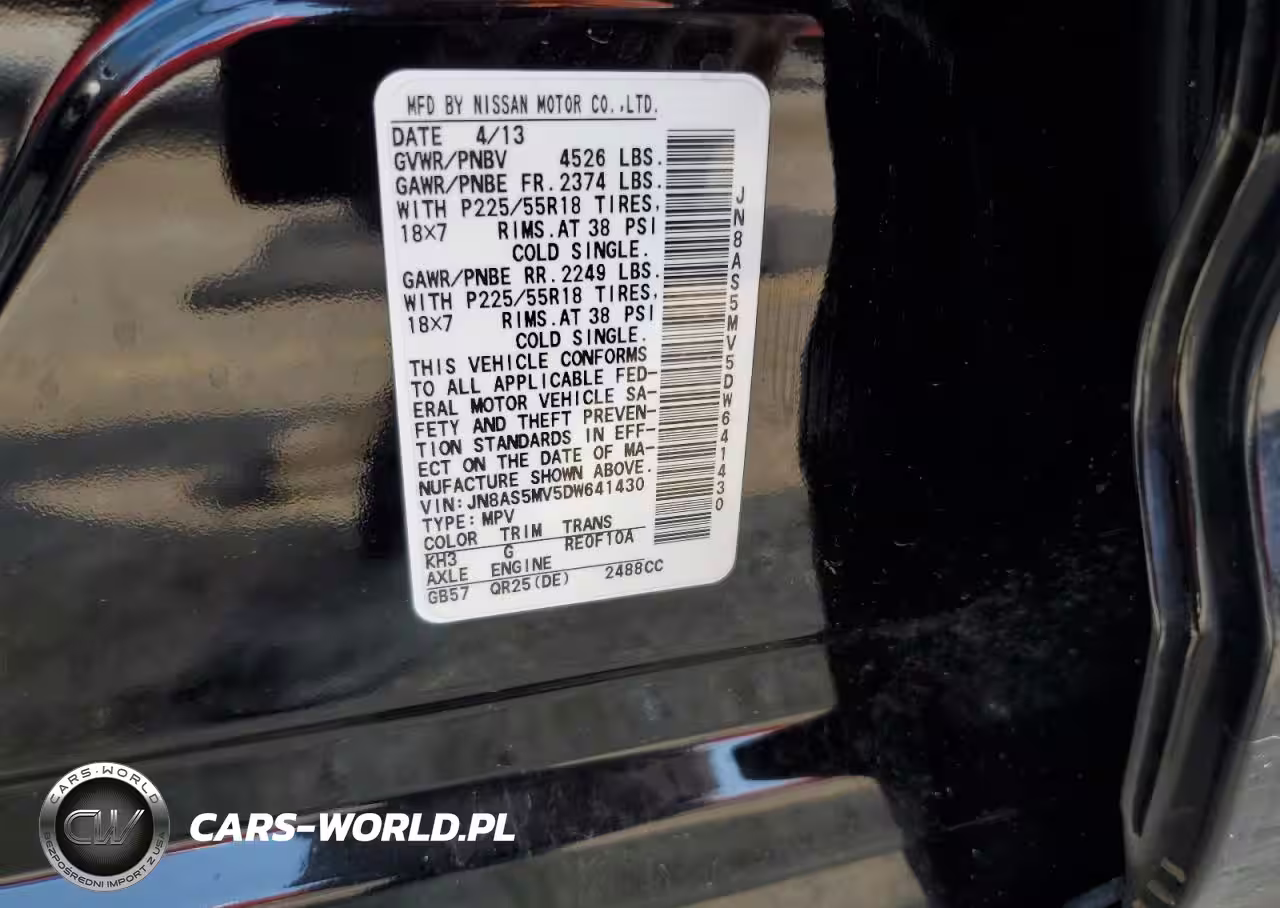 MFD BY NISSAN MOTOR CO.,LTD.
DATE 4/13
GVWR/PNBV 4526 LBS.
GAWR/PNBE FR. 2374 LBS.
WITH P225/55R18 TIRES,
18×7 RIMS.AT 38 PSI
COLD SINGLE.
GAWR/PNBE RR. 2249 LBS.
WITH P225/55R18 TIRES,
18×7 RIMS.AT 38 PSI
COLD SINGLE.
THIS VEHICLE CONFORMS
TO ALL APPLICABLE FED-
ERAL MOTOR VEHICLE SA-
FETY AND THEFT PREVEN-
TION STANDARDS IN EFF-
ECT ON THE DATE OF MA-
NUFACTURE SHOWN ABOVE.
VIN: JN8AS5MV5DW641430
TYPE: MPV
COLOR TRIM TRANS
KH3 G RE0F10A
AXLE ENGINE
GB57 QR25(DE) 2488CC
JN8AS5MV5DW641430
CARS-WORLD
CW
BEZPOŚREDNI IMPORT Z USA
CARS-WORLD.PL